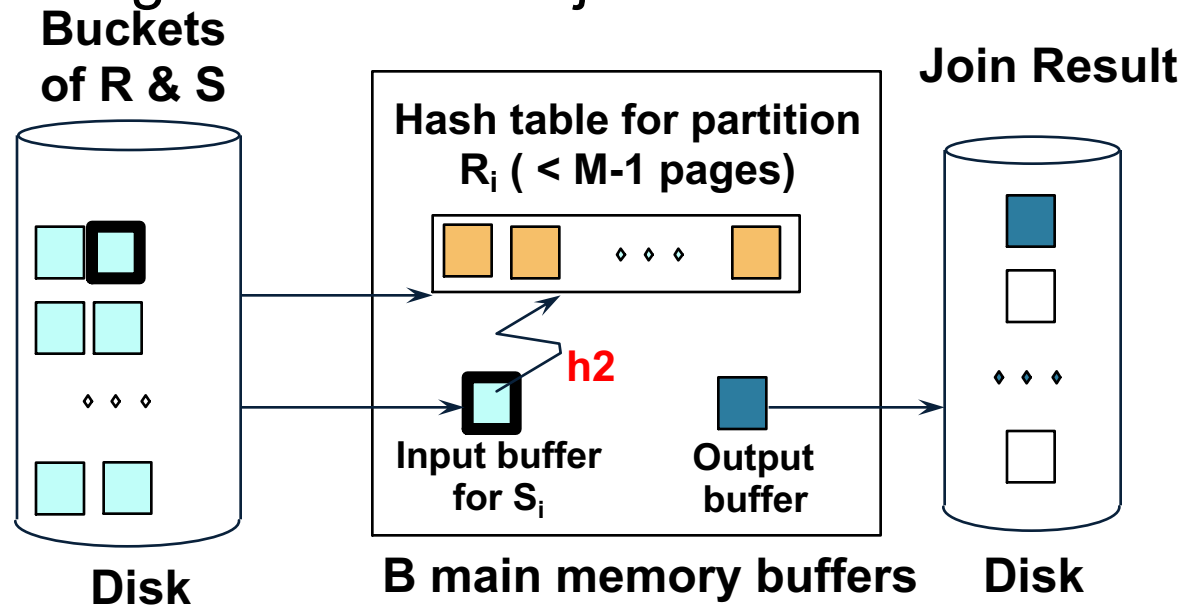 Buckets
of R & S
Join Result
Hash table for partition
Rᵢ ( < M-1 pages)
h2
Input buffer
for Sᵢ
Output
buffer
Disk
B main memory buffers
Disk